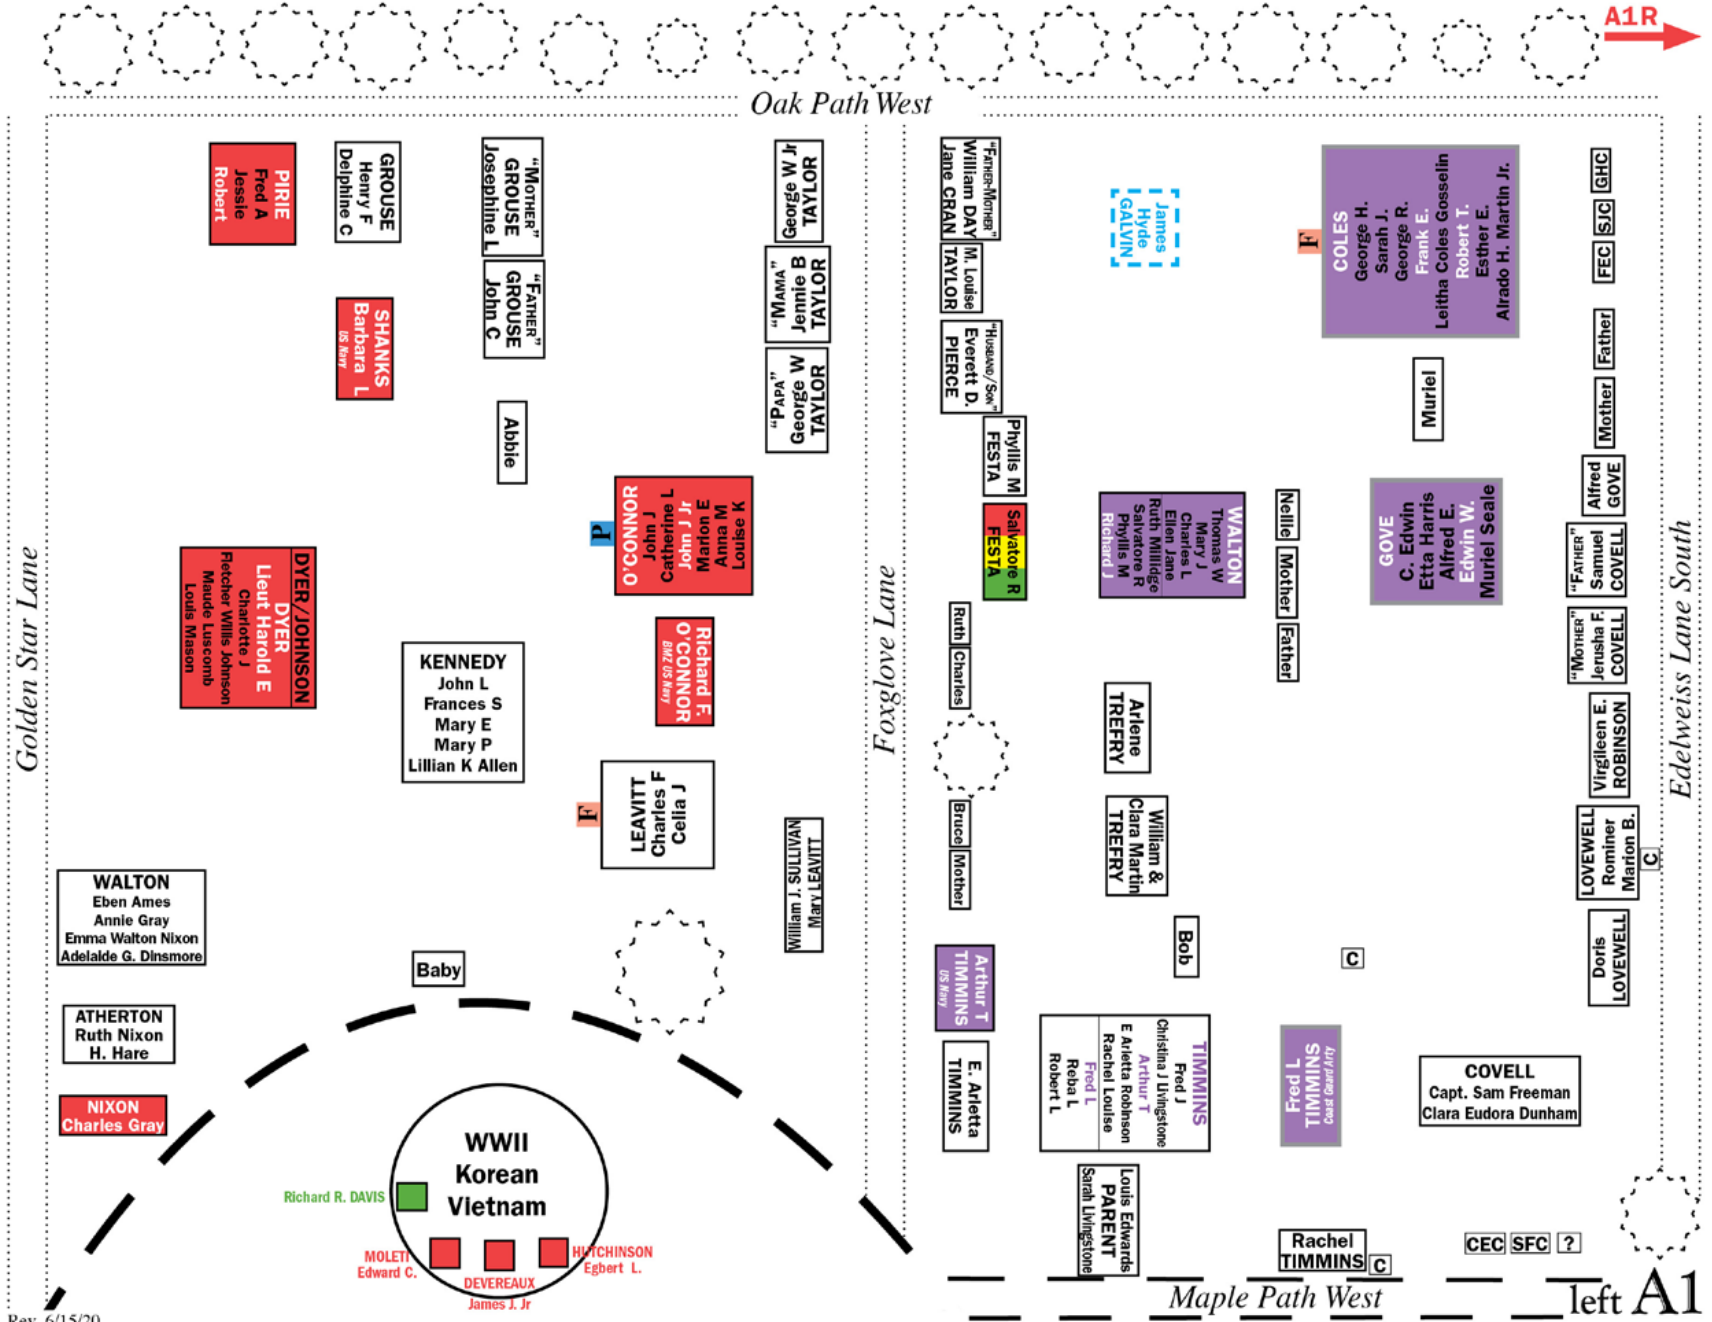 A1R
Oak Path West
Golden Star Lane
PIRIE
Fred A
Jessie
Robert
GROUSE
Henry F
Delphine C
"MOTHER"
GROUSE
Josephine L
"FATHER"
GROUSE
John C
SHANKS
Barbara L
US Navy
Abbie
TAYLOR
George W Jr
TAYLOR
Jennie B
"MAMA"
TAYLOR
George W
"PAPA"
P
O'CONNOR
John J
Catherine L
John J Jr
Marion E
Anna M
Louise K
DYER/JOHNSON
DYER
Lieut Harold E
Charlotte J
Fletcher Willis Johnson
Maude Luscomb
Louis Mason
Richard F.
O'CONNOR
BMZ US Navy
KENNEDY
John L
Frances S
Mary E
Mary P
Lillian K Allen
F
LEAVITT
Charles F
Celia J
William J. SULLIVAN
Mary LEAVITT
WALTON
Eben Ames
Annie Gray
Emma Walton Nixon
Adelaide G. Dinsmore
Baby
ATHERTON
Ruth Nixon
H. Hare
NIXON
Charles Gray
WWII
Korean
Vietnam
Richard R. DAVIS
MOLETI
Edward C.
DEVEREAUX
James J. Jr
HUTCHINSON
Egbert L.
Rev. 6/15/20
Foxglove Lane
"FATHER-MOTHER"
William DAY
Jane CRAN
M. Louise
TAYLOR
"HUSBAND/SON"
Everett D.
PIERCE
Phyllis M
FESTA
Salvatore R
FESTA
Ruth
Charles
Bruce
Mother
Arthur T
TIMMINS
US Navy
E. Arletta
TIMMINS
James
Hyde
GALVIN
WALTON
Thomas W
Mary J
Charles L
Ellen Jane
Ruth Millidge
Salvatore R
Phyllis M
Richard J
Nellie
Mother
Father
Arlene
TREFRY
William &
Clara Martin
TREFRY
Bob
TIMMINS
Fred J
Christina J Livingstone
Arthur T
E Arletta Robinson
Rachel Louise
Fred L
Reba L
Robert L
Louis Edwards
PARENT
Sarah Livingstone
F
COLES
George H.
Sarah J.
George R.
Frank E.
Leitha Coles Gosselin
Robert T.
Esther E.
Alrado H. Martin Jr.
Muriel
GOVE
C. Edwin
Etta Harris
Alfred E.
Edwin W.
Muriel Seale
C
Fred L
TIMMINS
Coast Guard Arty
COVELL
Capt. Sam Freeman
Clara Eudora Dunham
Rachel
TIMMINS
C
CEC
SFC
?
GHC
SJC
FEC
Father
Mother
Alfred
GOVE
"FATHER"
Samuel
COVELL
"MOTHER"
Jerusha F.
COVELL
Virgileen E.
ROBINSON
LOVEWELL
Rominer
Marion B.
C
Doris
LOVEWELL
Edelweiss Lane South
Maple Path West
left A1